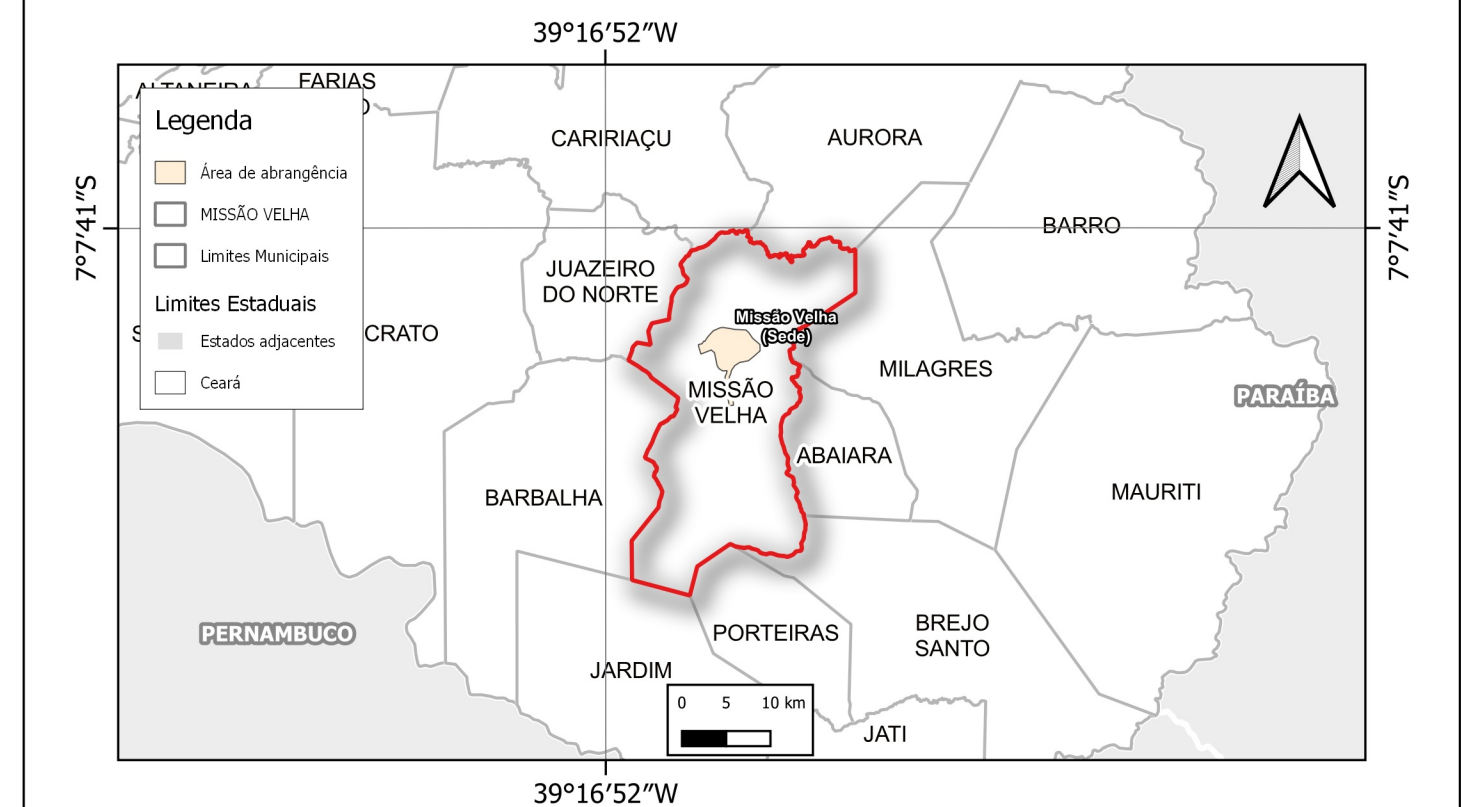 39°16′52″W
FARIAS
CARIRIAÇU
AURORA
Legenda
Área de abrangência
MISSÃO VELHA
Limites Municipais
Limites Estaduais
Estados adjacentes
Ceará
7°7′41″S
7°7′41″S
BARRO
JUAZEIRO
DO NORTE
Missão Velha
(Sede)
CRATO
MILAGRES
MISSÃO
VELHA
PARAÍBA
ABAIARA
BARBALHA
MAURITI
PERNAMBUCO
PORTEIRAS
BREJO
SANTO
JARDIM
0 5 10 km
JATI
39°16′52″W